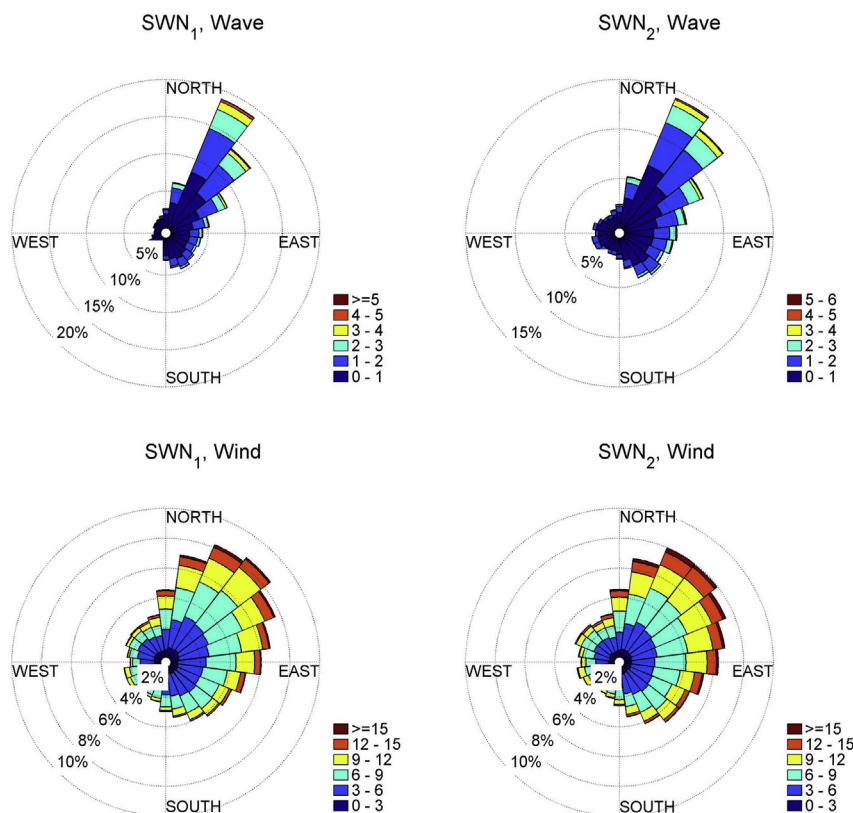 SWN1, Wave
NORTH
WEST
EAST
SOUTH
5%
10%
15%
20%
>=5
4 - 5
3 - 4
2 - 3
1 - 2
0 - 1
SWN2, Wave
NORTH
WEST
EAST
SOUTH
5%
10%
15%
5 - 6
4 - 5
3 - 4
2 - 3
1 - 2
0 - 1
SWN1, Wind
NORTH
WEST
EAST
SOUTH
2%
4%
6%
8%
10%
>=15
12 - 15
9 - 12
6 - 9
3 - 6
0 - 3
SWN2, Wind
NORTH
WEST
EAST
SOUTH
2%
4%
6%
8%
10%
>=15
12 - 15
9 - 12
6 - 9
3 - 6
0 - 3